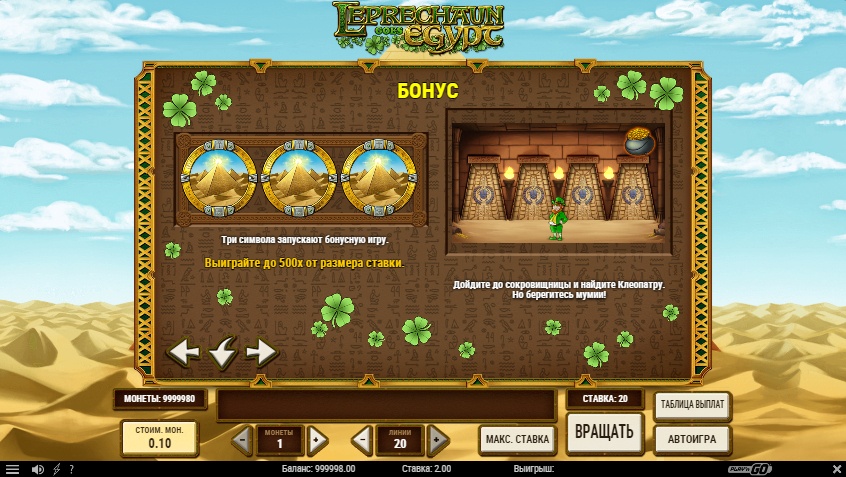 LEPRECHAUN
GOES
EGYPT
БОНУС
Три символа запускают бонусную игру.
Выиграйте до 500x от размера ставки.
Дойдите до сокровищницы и найдите Клеопатру.
Но берегитесь мумии!
МОНЕТЫ: 9999980
СТАВКА: 20
ТАБЛИЦА ВЫПЛАТ
СТОИМ. МОН.
0.10
МОНЕТЫ
- 1 +
ЛИНИИ
- 20 +
МАКС. СТАВКА
ВРАЩАТЬ
АВТОИГРА
? Баланс: 999998.00 Ставка: 2.00 Выигрыш: PLAY'N GO